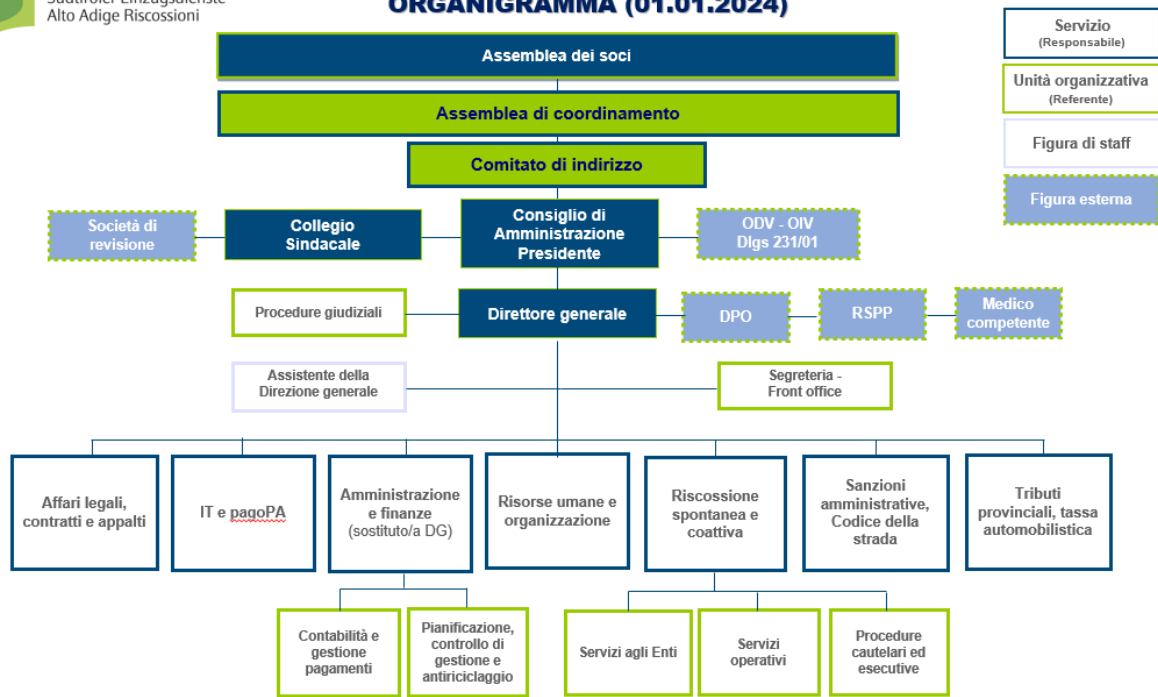 Südtiroler Einzugsdienste
Alto Adige Riscossioni
ORGANIGRAMMA (01.01.2024)
Servizio
(Responsabile)
Unità organizzativa
(Referente)
Figura di staff
Figura esterna
Assemblea dei soci
Assemblea di coordinamento
Comitato di indirizzo
Società di
revisione
Collegio
Sindacale
Consiglio di
Amministrazione
Presidente
ODV - OIV
Dlgs 231/01
Procedure giudiziali
Direttore generale
DPO
RSPP
Medico
competente
Assistente della
Direzione generale
Segreteria -
Front office
Affari legali,
contratti e appalti
IT e pagoPA
Amministrazione
e finanze
(sostituto/a DG)
Risorse umane e
organizzazione
Riscossione
spontanea e
coattiva
Sanzioni
amministrative,
Codice della
strada
Tributi
provinciali, tassa
automobilistica
Contabilità e
gestione
pagamenti
Pianificazione,
controllo di
gestione e
antiriciclaggio
Servizi agli Enti
Servizi
operativi
Procedure
cautelari ed
esecutive